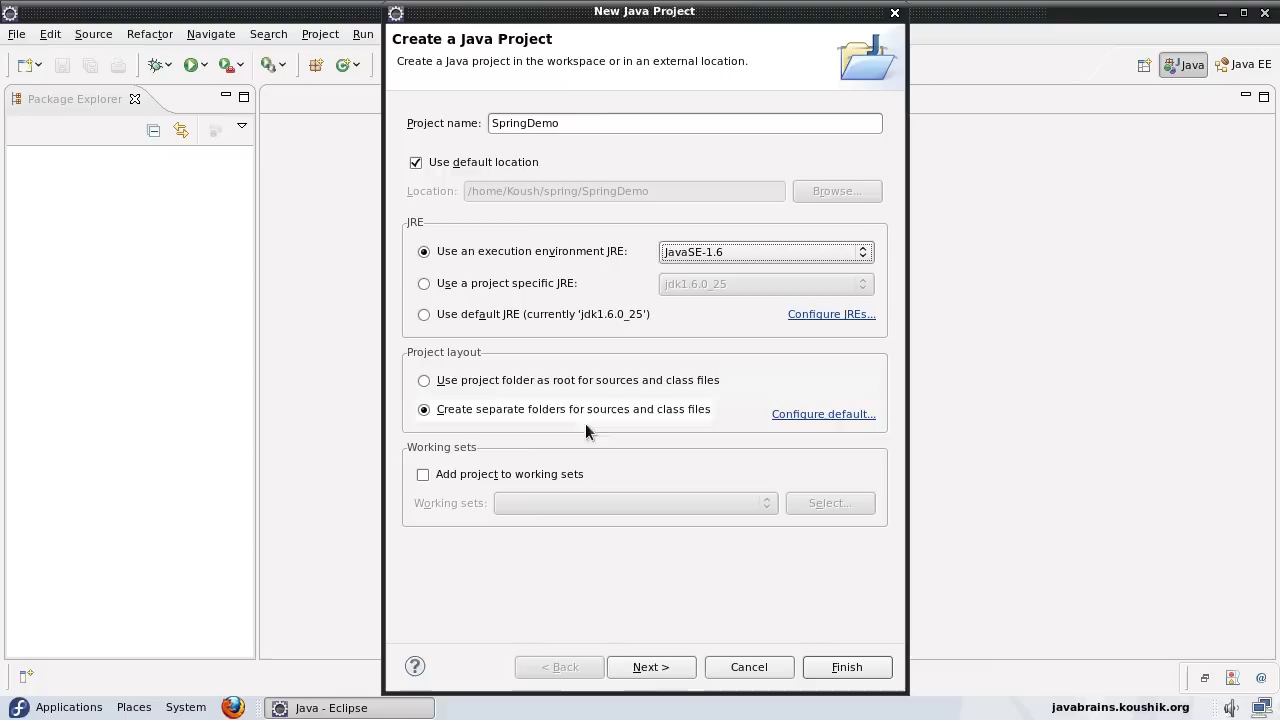 New Java Project
File Edit Source Refactor Navigate Search Project Run
Create a Java Project
Create a Java project in the workspace or in an external location.
Java Java EE
Package Explorer
Project name: SpringDemo
Use default location
Location: /home/Koush/spring/SpringDemo Browse...
JRE
Use an execution environment JRE: JavaSE-1.6
Use a project specific JRE: jdk1.6.0_25
Use default JRE (currently 'jdk1.6.0_25') Configure JREs...
Project layout
Use project folder as root for sources and class files
Create separate folders for sources and class files
Configure default...
Working sets
Add project to working sets
Working sets: Select...
< Back Next > Cancel Finish
Applications Places System Java - Eclipse javabrains.koushik.org